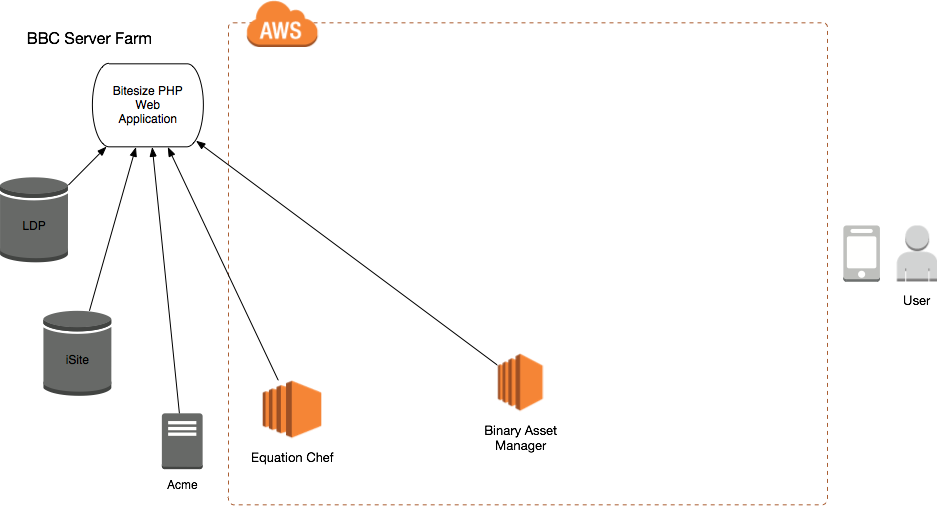 AWS
BBC Server Farm
Bitesize PHP
Web
Application
LDP
iSite
Acme
Equation Chef
Binary Asset
Manager
User